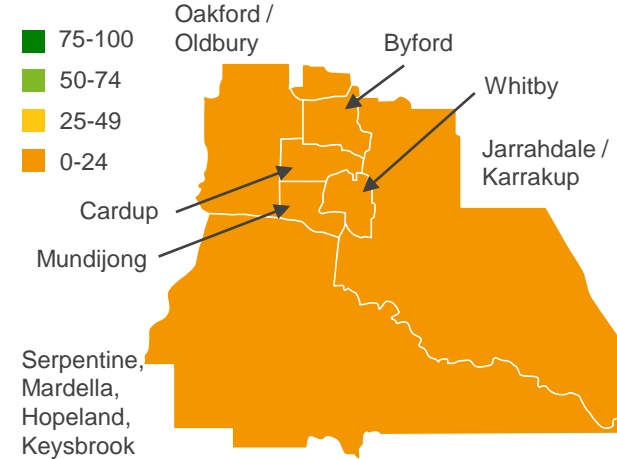 75-100
50-74
25-49
0-24
Oakford /
Oldbury
Byford
Whitby
Jarrahdale /
Karrakup
Cardup
Mundijong
Serpentine,
Mardella,
Hopeland,
Keysbrook